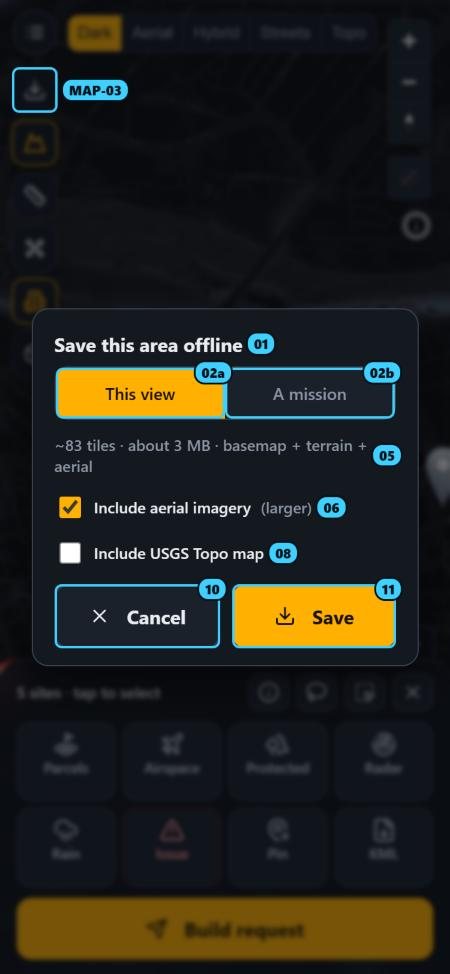 Dark Aerial Hybrid Streets Topo
MAP-03
Save this area offline 01
02a 02b
This view A mission
~83 tiles · about 3 MB · basemap + terrain +
aerial
05
Include aerial imagery (larger) 06
Include USGS Topo map 08
10 11
Cancel Save
5 sites · tap to select
Parcels Airspace Protected Radar
Rain Issue Pin KML
Build request